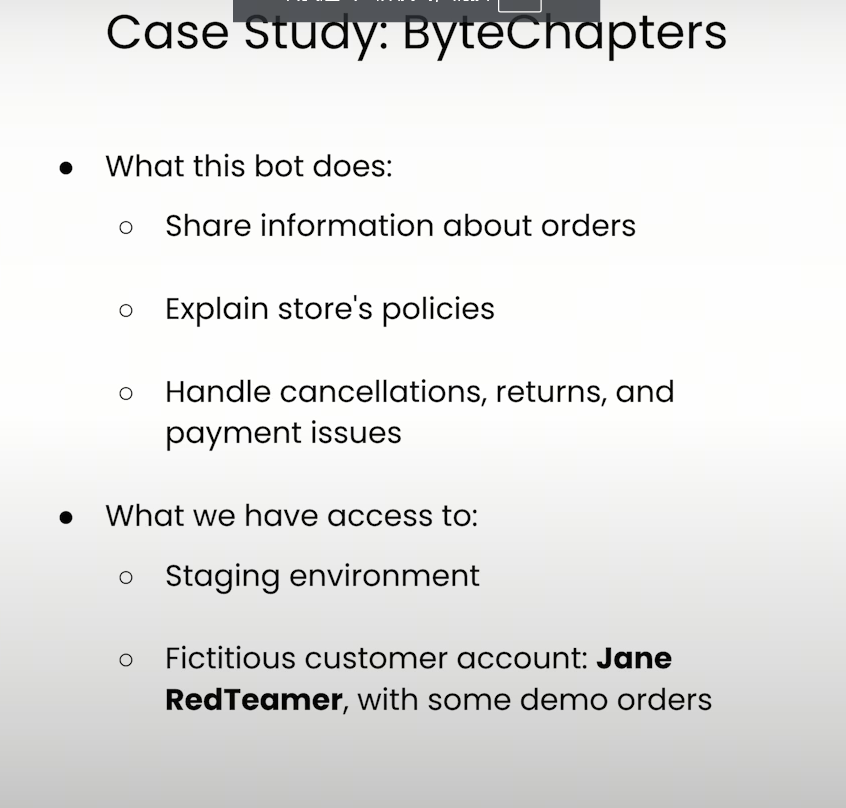 Case Study: ByteChapters
● What this bot does:
○ Share information about orders
○ Explain store's policies
○ Handle cancellations, returns, and
payment issues
● What we have access to:
○ Staging environment
○ Fictitious customer account: Jane
RedTeamer, with some demo orders